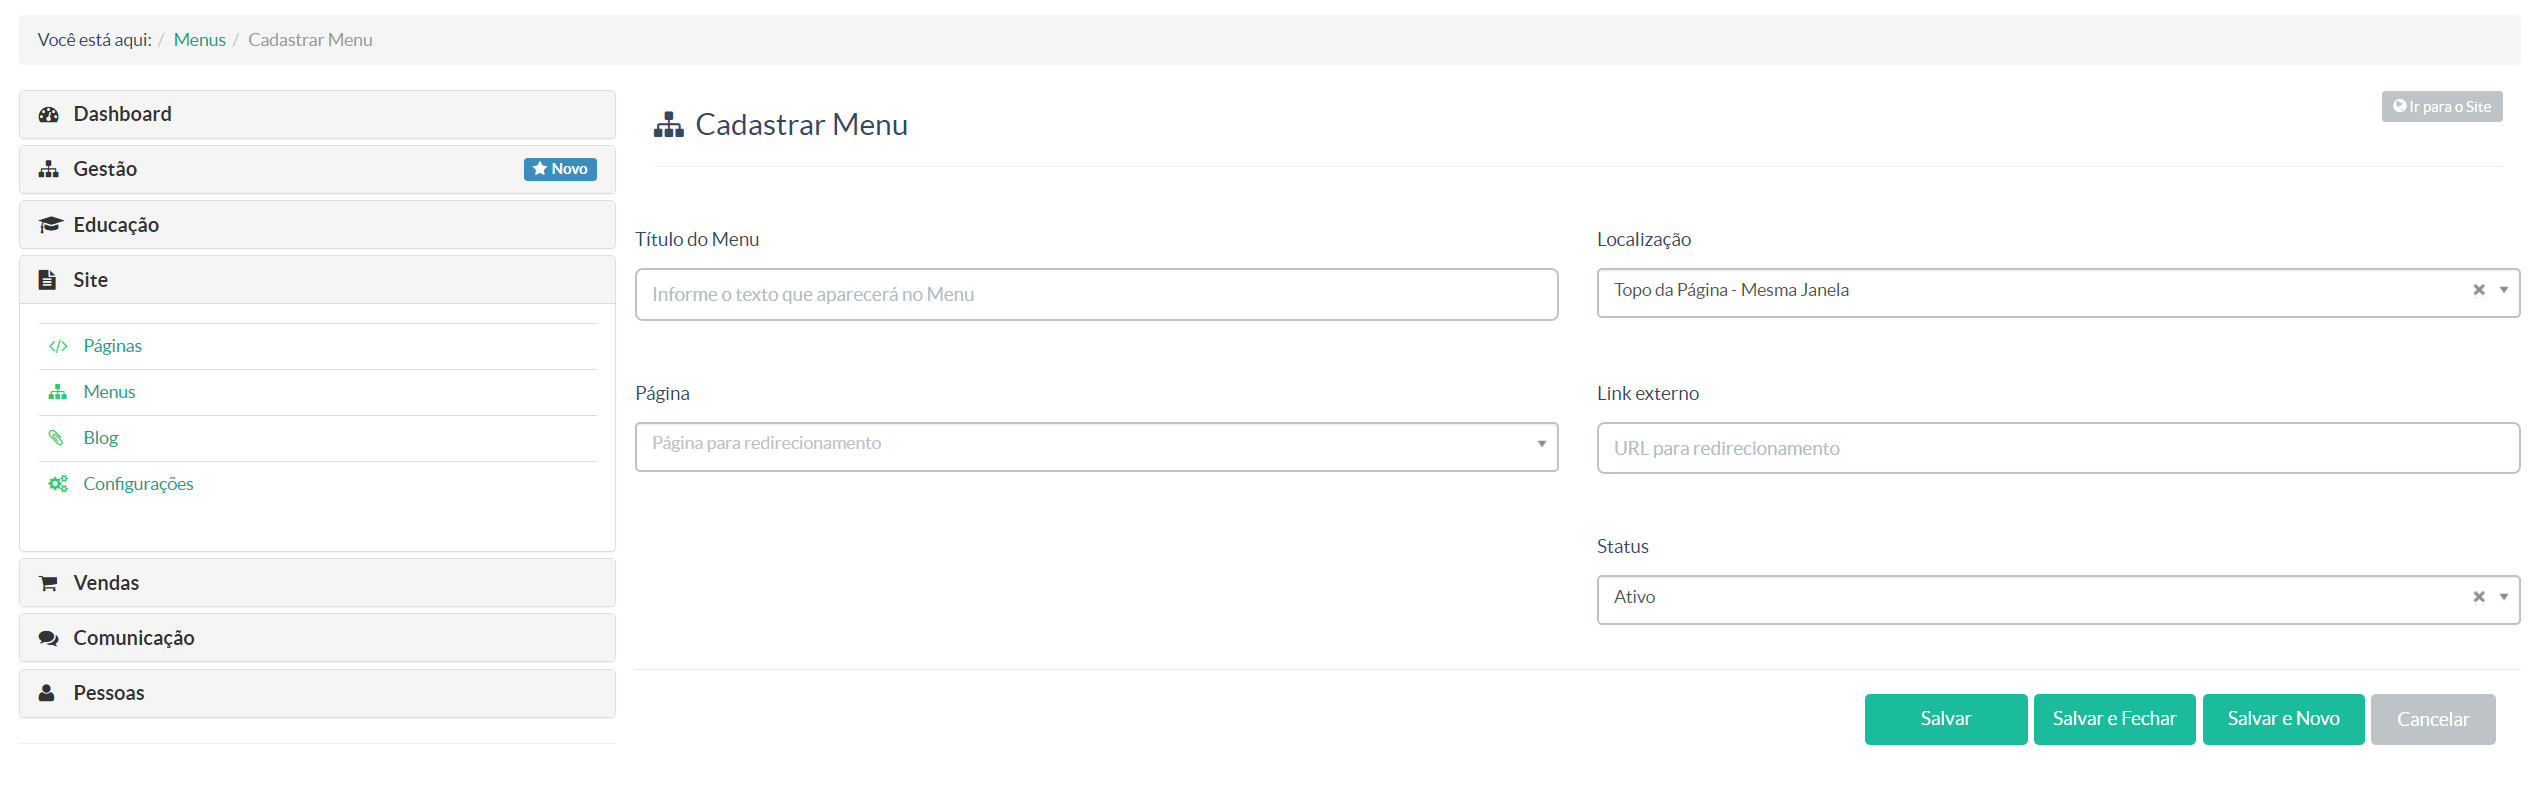 Você está aqui: / Menus / Cadastrar Menu
Dashboard
Gestão
Novo
Educação
Site
Páginas
Menus
Blog
Configurações
Vendas
Comunicação
Pessoas
Cadastrar Menu
Ir para o Site
Título do Menu
Informe o texto que aparecerá no Menu
Localização
Topo da Página - Mesma Janela
Página
Página para redirecionamento
Link externo
URL para redirecionamento
Status
Ativo
Salvar
Salvar e Fechar
Salvar e Novo
Cancelar